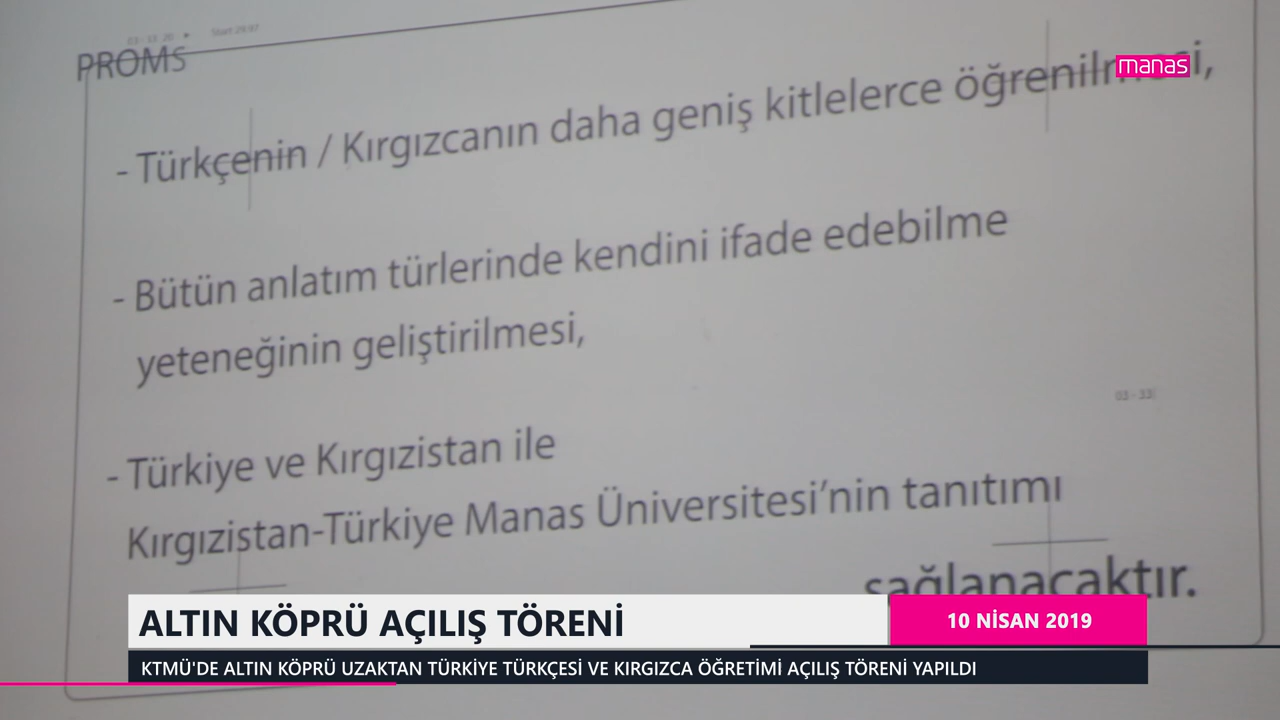 PROMS
manas
- Türkçenin / Kırgızcanın daha geniş kitlelerce öğrenilmesi,
- Bütün anlatım türlerinde kendini ifade edebilme
yeteneğinin geliştirilmesi,
03 - 33
- Türkiye ve Kırgızistan ile
Kırgızistan-Türkiye Manas Üniversitesi’nin tanıtımı
sağlanacaktır.
ALTIN KÖPRÜ AÇILIŞ TÖRENİ
10 NİSAN 2019
KTMÜ'DE ALTIN KÖPRÜ UZAKTAN TÜRKİYE TÜRKÇESİ VE KIRGIZCA ÖĞRETİMİ AÇILIŞ TÖRENİ YAPILDI